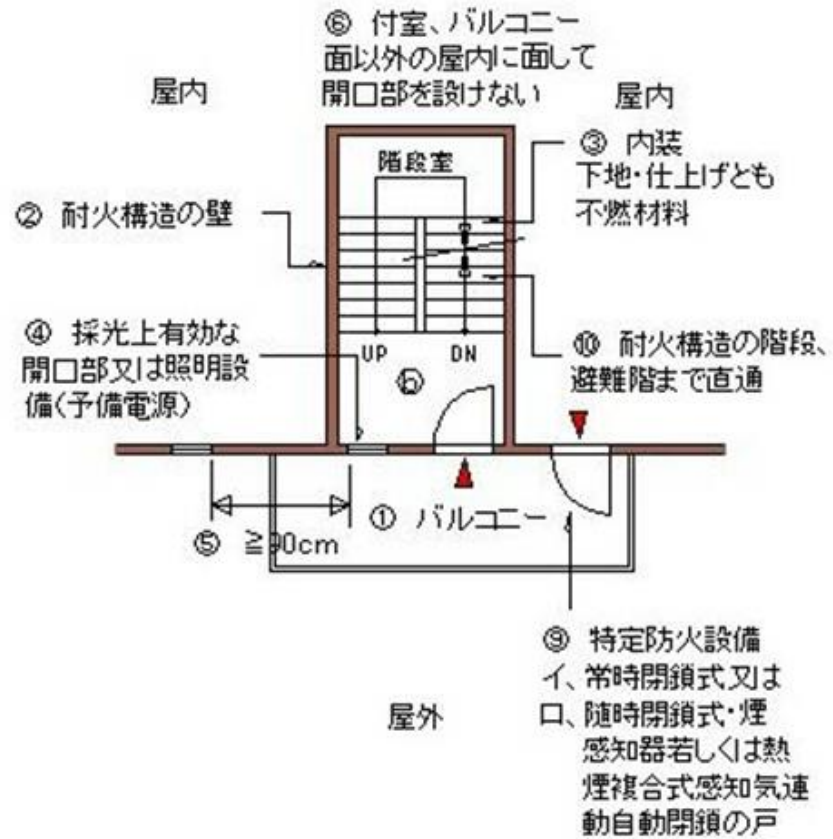 ⑥ 付室、バルコニー
面以外の屋内に面して
開口部を設けない
屋内
屋内
階段室
③ 内装
下地・仕上げとも
不燃材料
② 耐火構造の壁
④ 採光上有効な
開口部又は照明設
備(予備電源)
UP
DN
⑥
⑩ 耐火構造の階段、
避難階まで直通
① バルコニー
⑤ ≧90cm
⑨ 特定防火設備
イ、常時閉鎖式又は
ロ、随時閉鎖式・煙
感知器若しくは熱
煙複合式感知気連
動自動閉鎖の戸
屋外